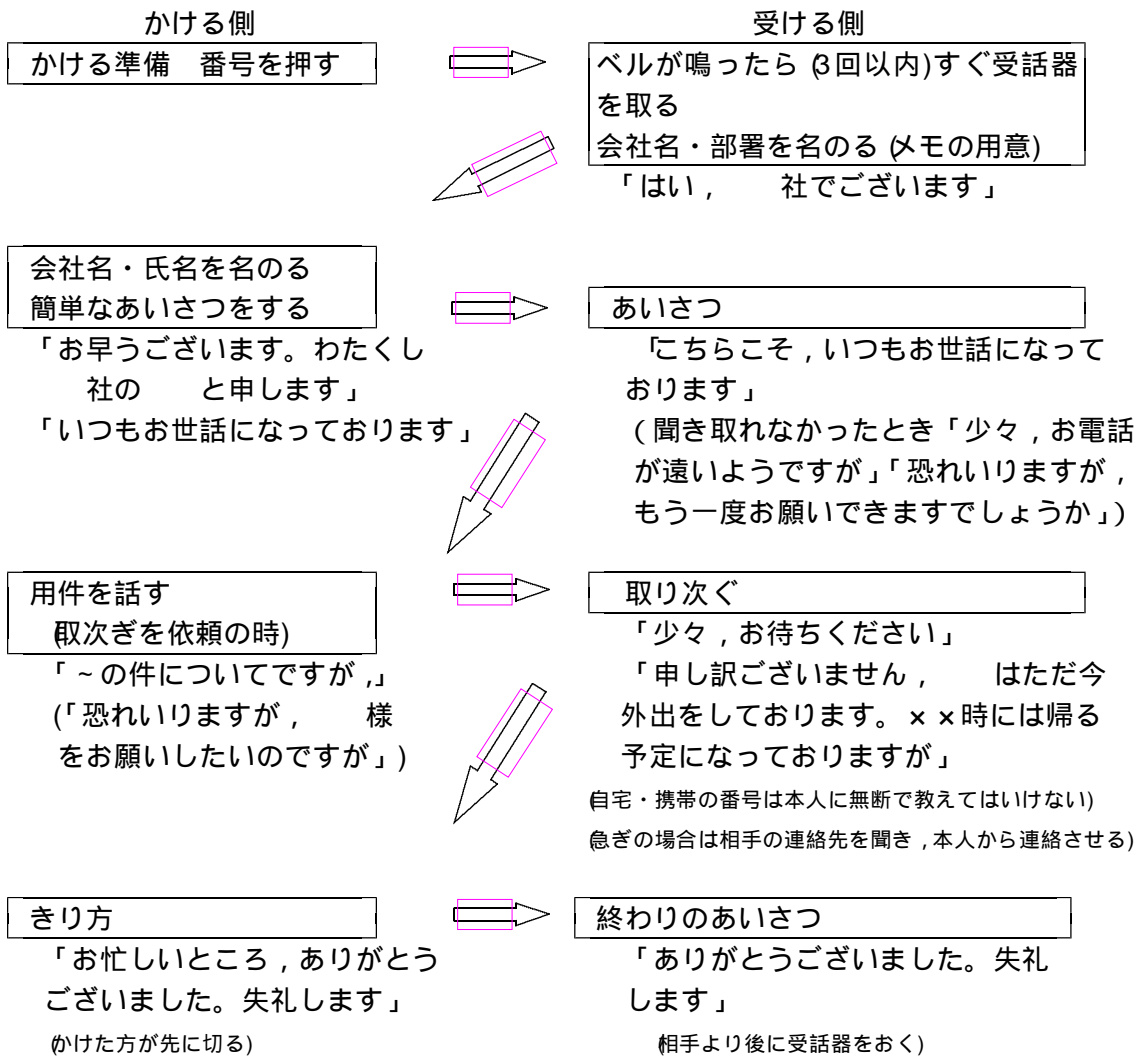 かける側
受ける側
かける準備　番号を押す
ベルが鳴ったら(3回以内)すぐ受話器
を取る
会社名・部署を名のる(メモの用意)
「はい，　　社でございます」
会社名・氏名を名のる
簡単なあいさつをする
「お早うございます。わたくし
社の　　と申します」
「いつもお世話になっております」
あいさつ
「こちらこそ，いつもお世話になって
おります」
(聞き取れなかったとき「少々，お電話
が遠いようですが」「恐れいりますが，
もう一度お願いできますでしょうか」)
用件を話す
(取次ぎを依頼の時)
「～の件についてですが，」
(「恐れいりますが，　　様
をお願いしたいのですが」)
取り次ぐ
「少々，お待ちください」
「申し訳ございません，　　はただ今
外出をしております。××時には帰る
予定になっておりますが」
(自宅・携帯の番号は本人に無断で教えてはいけない)
(急ぎの場合は相手の連絡先を聞き，本人から連絡させる)
きり方
「お忙しいところ，ありがとう
ございました。失礼します」
(かけた方が先に切る)
終わりのあいさつ
「ありがとうございました。失礼
します」
(相手より後に受話器をおく)